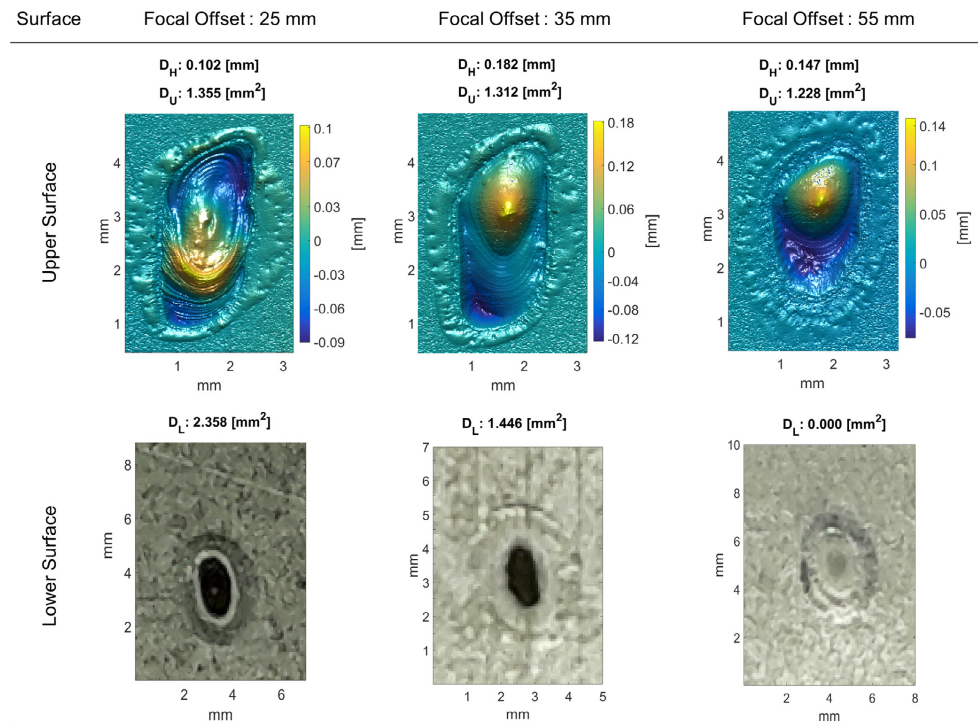 Surface Focal Offset : 25 mm Focal Offset : 35 mm Focal Offset : 55 mm
Upper Surface
D_H: 0.102 [mm]
D_U: 1.355 [mm²]
4
3
2
1
mm
1 2 3
mm
0.1
0.07
0.03
0
-0.03
-0.06
-0.09
[mm]
D_H: 0.182 [mm]
D_U: 1.312 [mm²]
4
3
2
1
mm
1 2 3
mm
0.18
0.12
0.06
0
-0.06
-0.12
[mm]
D_H: 0.147 [mm]
D_U: 1.228 [mm²]
4
3
2
1
mm
1 2 3
mm
0.14
0.1
0.05
0
-0.05
[mm]
Lower Surface
D_L: 2.358 [mm²]
8
6
4
2
mm
2 4 6
mm
D_L: 1.446 [mm²]
7
6
5
4
3
2
1
mm
1 2 3 4 5
mm
D_L: 0.000 [mm²]
10
8
6
4
2
mm
2 4 6 8
mm